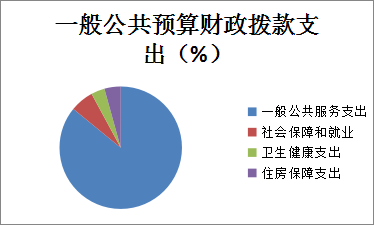 一般公共预算财政拨款支
出（%）
一般公共服务支出
社会保障和就业
卫生健康支出
住房保障支出